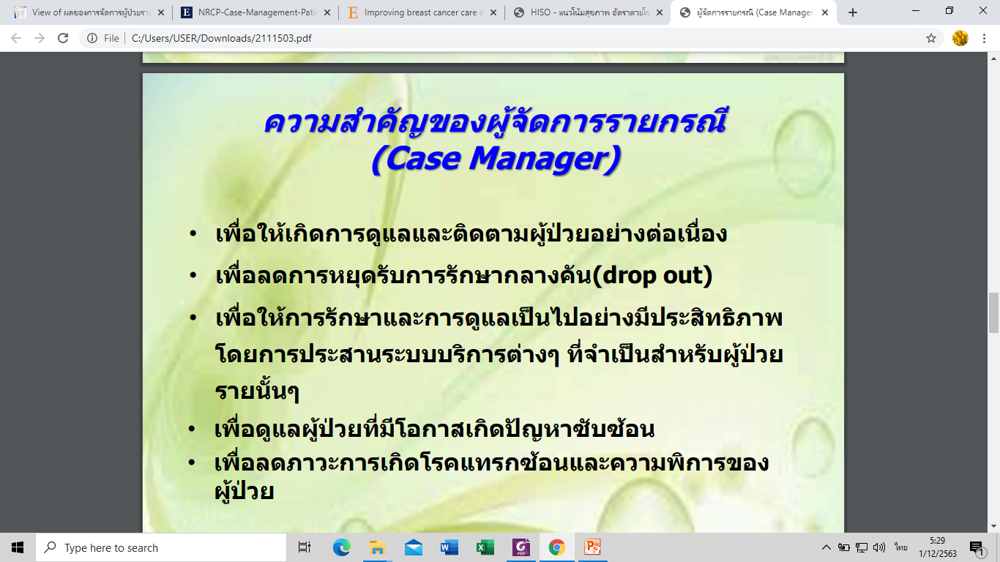 View of ผลของการจัดการผู้ป่วยราย
NRCP-Case-Management-Patie
Improving breast cancer care c
HISO - แนวโน้มสุขภาพ อัตราตายโร
ผู้จัดการรายกรณี (Case Manager
File
C:/Users/USER/Downloads/2111503.pdf
ความสำคัญของผู้จัดการรายกรณี
(Case Manager)
• เพื่อให้เกิดการดูแลและติดตามผู้ป่วยอย่างต่อเนื่อง
• เพื่อลดการหยุดรับการรักษากลางคัน(drop out)
• เพื่อให้การรักษาและการดูแลเป็นไปอย่างมีประสิทธิภาพ
โดยการประสานระบบบริการต่างๆ ที่จำเป็นสำหรับผู้ป่วย
รายนั้นๆ
• เพื่อดูแลผู้ป่วยที่มีโอกาสเกิดปัญหาซับซ้อน
• เพื่อลดภาวะการเกิดโรคแทรกซ้อนและความพิการของ
ผู้ป่วย
Type here to search
ไทย
5:29
1/12/2563
1